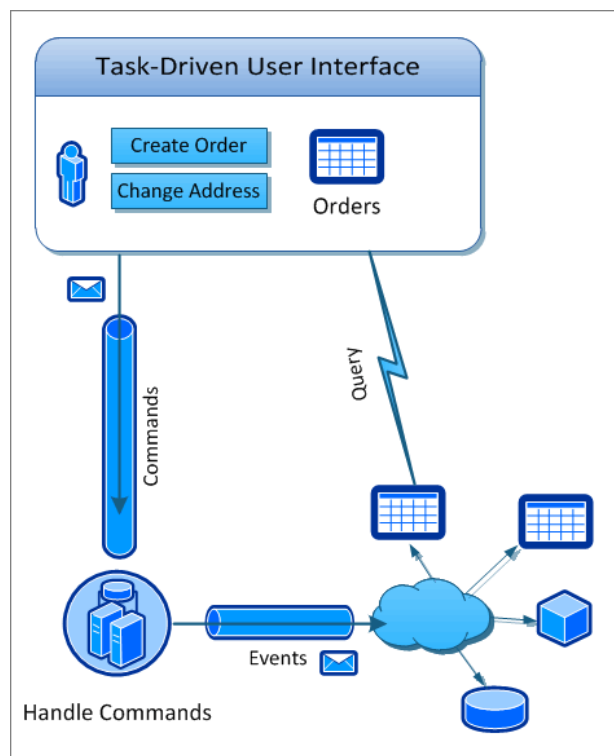 Task-Driven User Interface
Create Order
Change Address
Orders
Commands
Query
Events
Handle Commands